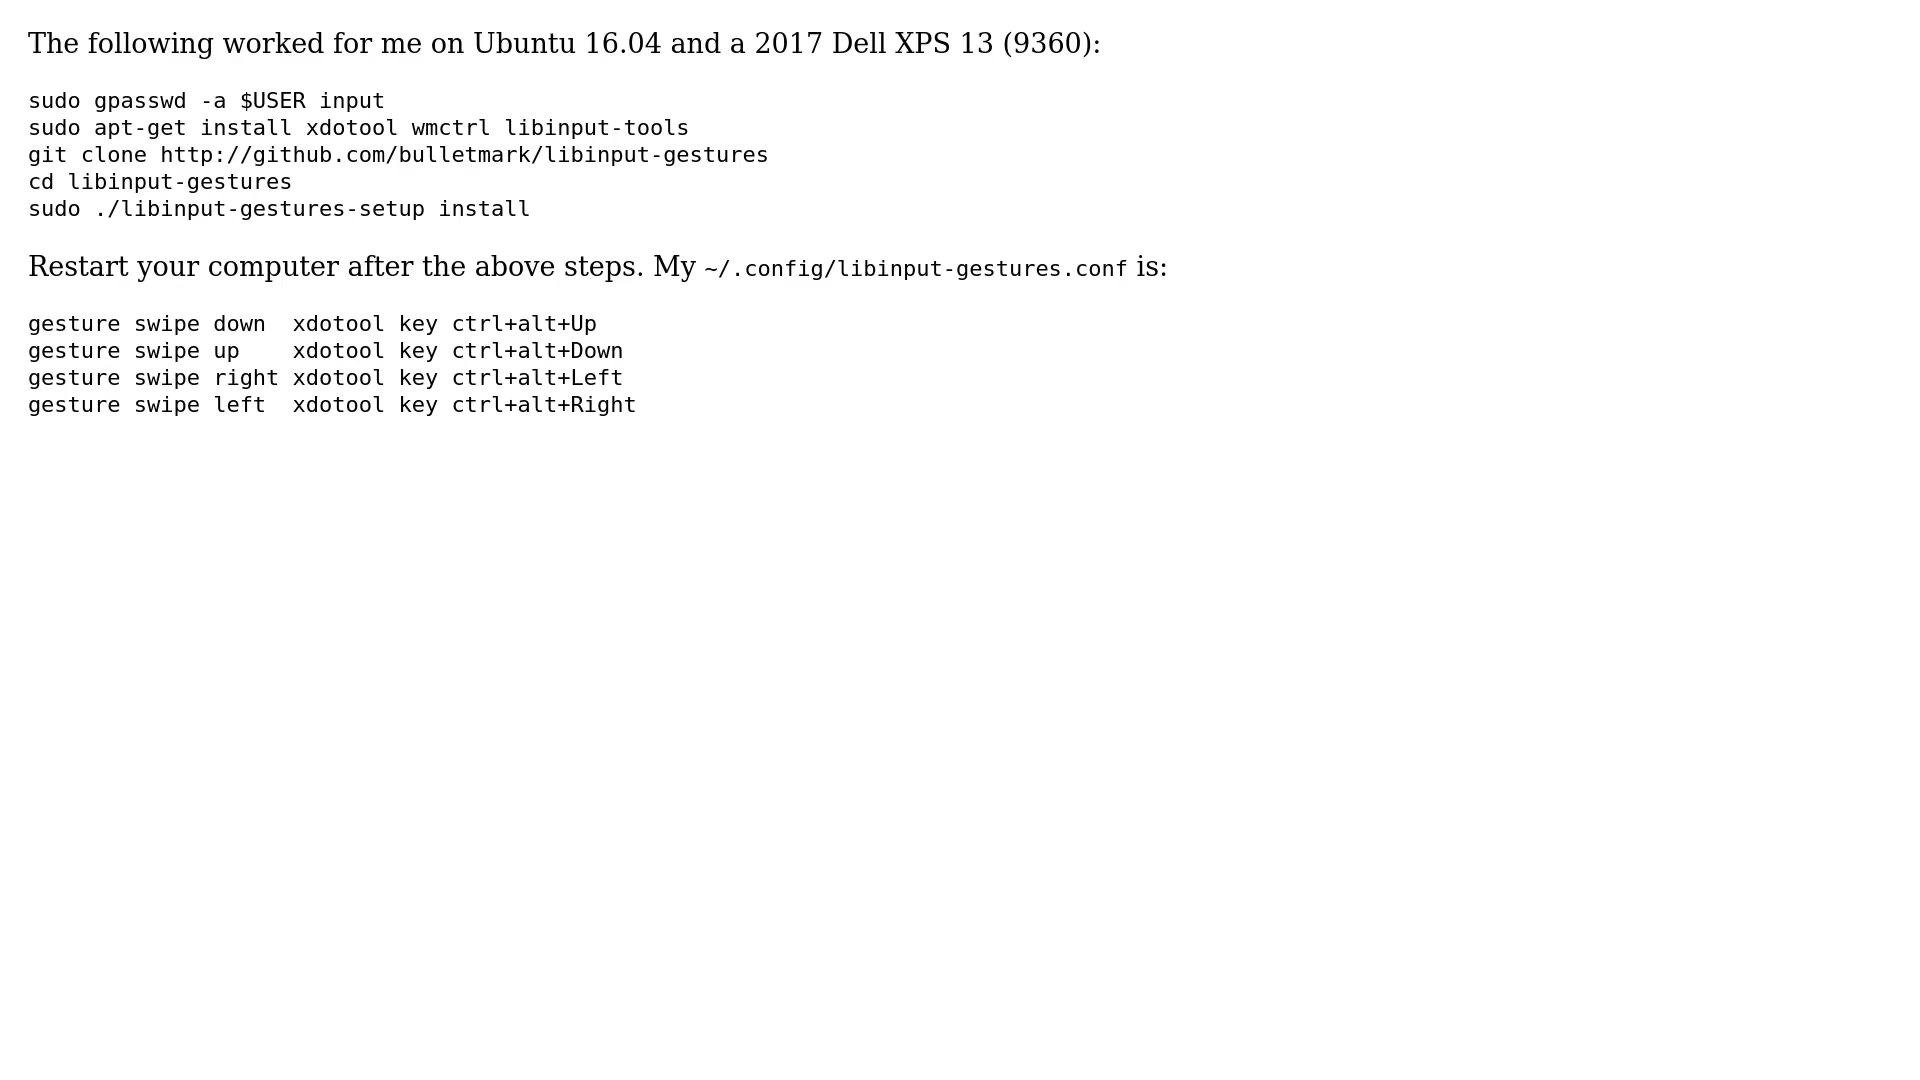 The following worked for me on Ubuntu 16.04 and a 2017 Dell XPS 13 (9360):
sudo gpasswd -a $USER input
sudo apt-get install xdotool wmctrl libinput-tools
git clone http://github.com/bulletmark/libinput-gestures
cd libinput-gestures
sudo ./libinput-gestures-setup install
Restart your computer after the above steps. My ~/.config/libinput-gestures.conf is:
gesture swipe down  xdotool key ctrl+alt+Up
gesture swipe up    xdotool key ctrl+alt+Down
gesture swipe right xdotool key ctrl+alt+Left
gesture swipe left  xdotool key ctrl+alt+Right